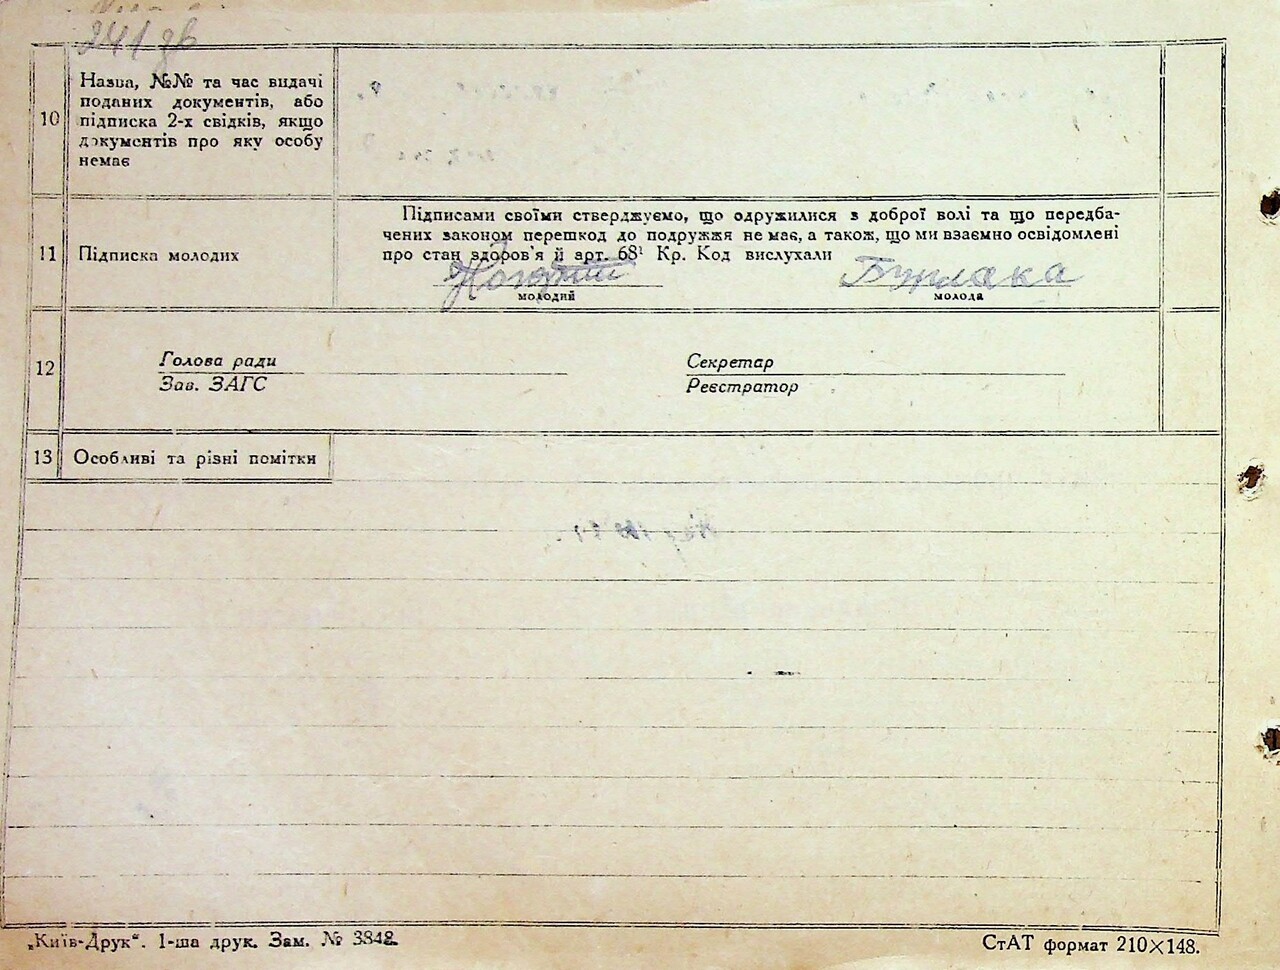 241 зв
10
Назва, №№ та час видачі
поданих документів, або
підписка 2-х свідків, якщо
документів про яку особу
немає
11
Підписка молодих
Підписами своїми стверджуємо, що одружилися з доброї волі та що передба-
чених законом перешкод до подружжя не має, а також, що ми взаємно освідомлені
про стан здоров'я й арт. 68¹ Кр. Код вислухали
Бурлака
молодий
молода
12
Голова ради
Секретар
Зав. ЗАГС
Реєстратор
13
Особливі та різні помітки
„Київ-Друк“. 1-ша друк. Зам. № 3848.
СтАТ формат 210×148.